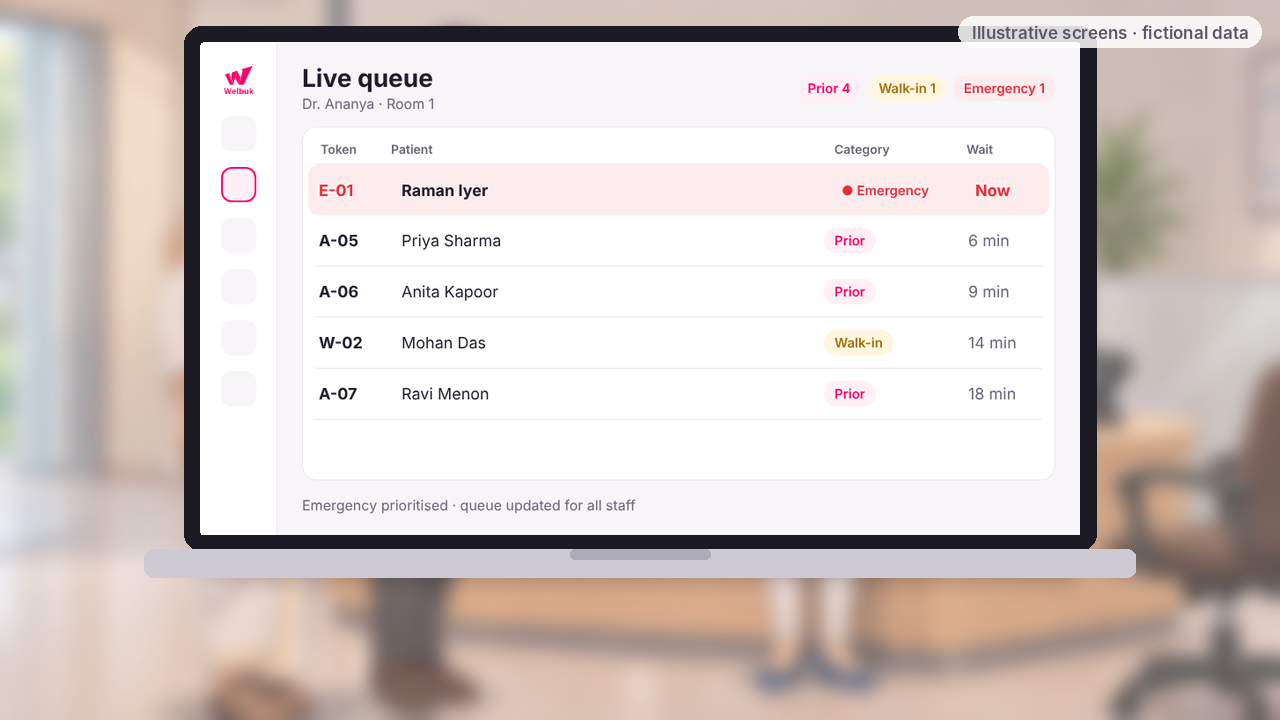 Illustrative screens · fictional data
Welbuk
Live queue
Dr. Ananya · Room 1
Prior 4 Walk-in 1 Emergency 1
Token Patient Category Wait
E-01 Raman Iyer Emergency Now
A-05 Priya Sharma Prior 6 min
A-06 Anita Kapoor Prior 9 min
W-02 Mohan Das Walk-in 14 min
A-07 Ravi Menon Prior 18 min
Emergency prioritised · queue updated for all staff